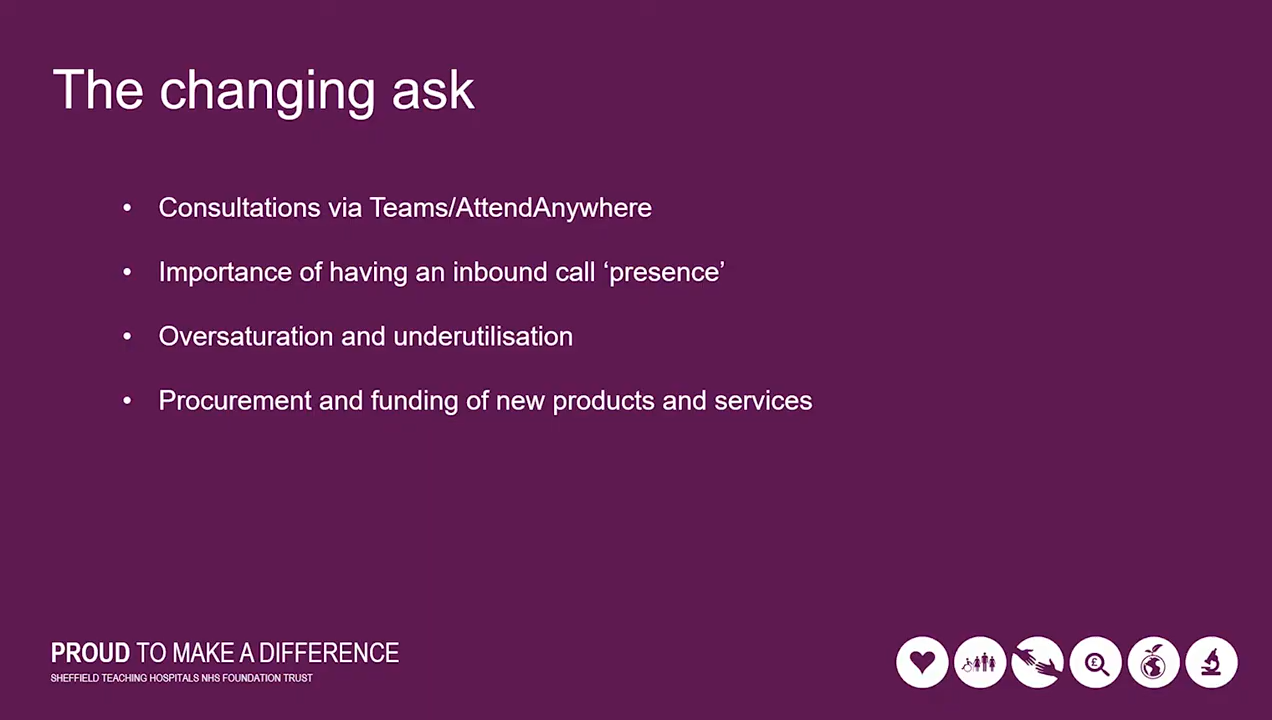 The changing ask
• Consultations via Teams/AttendAnywhere
• Importance of having an inbound call ‘presence’
• Oversaturation and underutilisation
• Procurement and funding of new products and services
PROUD TO MAKE A DIFFERENCE
SHEFFIELD TEACHING HOSPITALS NHS FOUNDATION TRUST
£